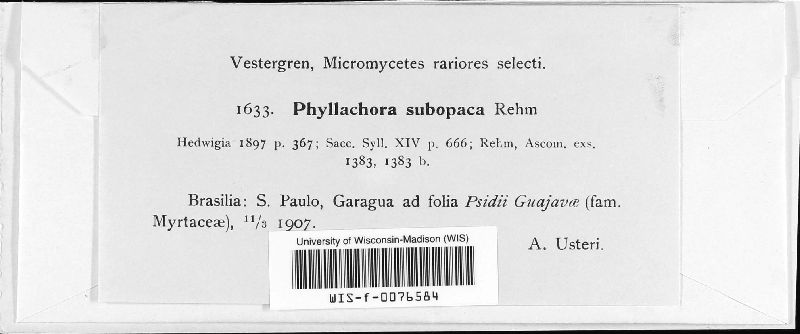 Vestergren, Micromycetes rariores selecti.
1633. Phyllachora subopaca Rehm
Hedwigia 1897 p. 367; Sacc. Syll. XIV p. 666; Rehm, Ascom. exs.
1383, 1383 b.
Brasilia: S. Paulo, Garagua ad folia Psidii Guajavæ (fam.
Myrtaceæ), 11/3 1907.
A. Usteri.
University of Wisconsin-Madison (WIS)
WIS-f-0076584